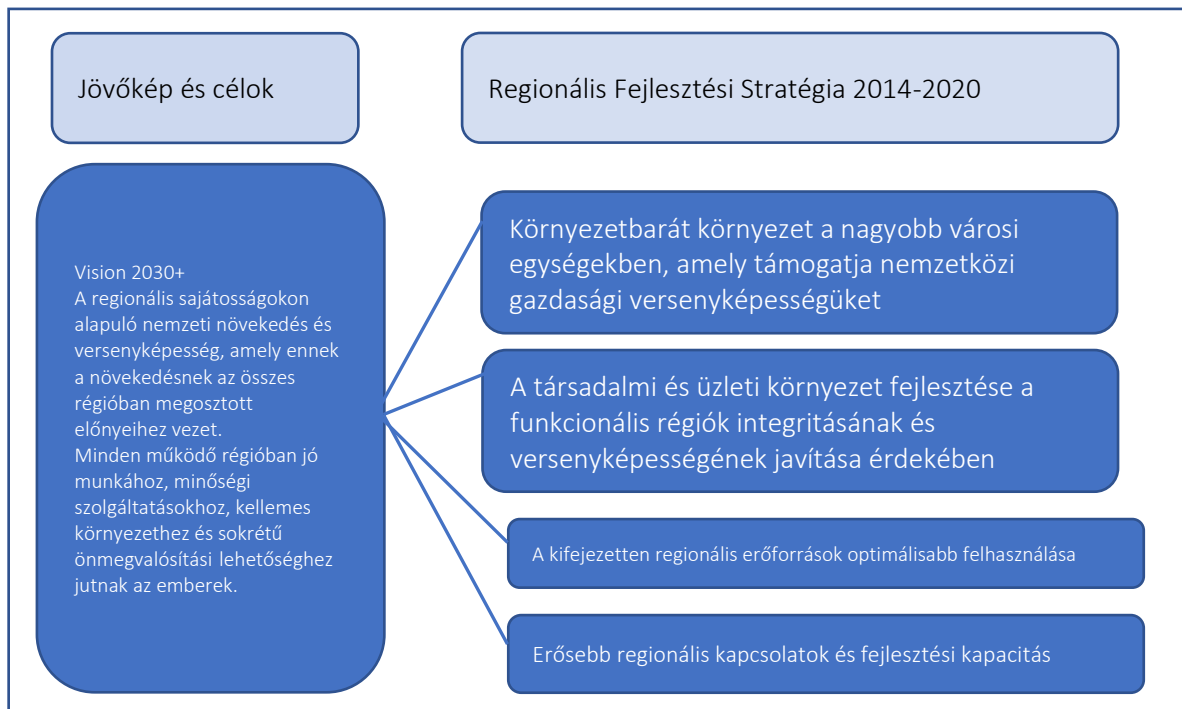 Jövőkép és célok
Regionális Fejlesztési Stratégia 2014-2020
Vision 2030+
A regionális sajátosságokon
alapuló nemzeti növekedés és
versenyképesség, amely ennek
a növekedésnek az összes
régióban megosztott
előnyeihez vezet.
Minden működő régióban jó
munkához, minőségi
szolgáltatásokhoz, kellemes
környezethez és sokrétű
önmegvalósítási lehetőséghez
jutnak az emberek.
Környezetbarát környezet a nagyobb városi
egységekben, amely támogatja nemzetközi
gazdasági versenyképességüket
A társadalmi és üzleti környezet fejlesztése a
funkcionális régiók integritásának és
versenyképességének javítása érdekében
A kifejezetten regionális erőforrások optimálisabb felhasználása
Erősebb regionális kapcsolatok és fejlesztési kapacitás